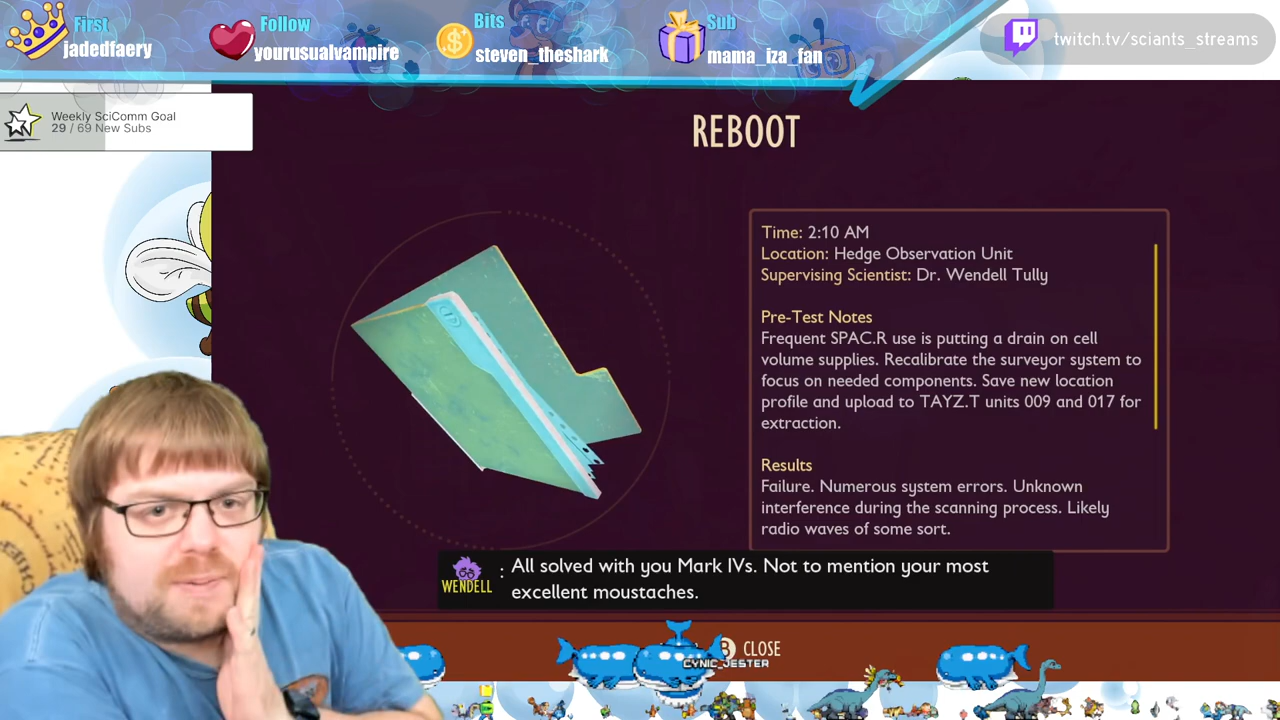 First
jadedfaery
Follow
yourusualvampire
Bits
steven_theshark
Sub
mama_iza_fan
twitch.tv/sciants_streams
Weekly SciComm Goal
29 / 69 New Subs
REBOOT
Time: 2:10 AM
Location: Hedge Observation Unit
Supervising Scientist: Dr. Wendell Tully
Pre-Test Notes
Frequent SPAC.R use is putting a drain on cell
volume supplies. Recalibrate the surveyor system to
focus on needed components. Save new location
profile and upload to TAYZ.T units 009 and 017 for
extraction.
Results
Failure. Numerous system errors. Unknown
interference during the scanning process. Likely
radio waves of some sort.
WENDELL : All solved with you Mark IVs. Not to mention your most
excellent moustaches.
B CLOSE
CYNIC_JESTER